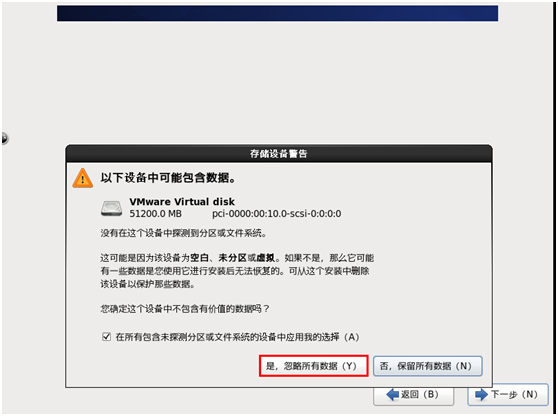 存储设备警告
以下设备中可能包含数据。
VMware Virtual disk
51200.0 MB pci-0000:00:10.0-scsi-0:0:0:0
没有在这个设备中探测到分区或文件系统。
这可能是因为该设备为空白、未分区或虚拟。如果不是，那么它可能
有一些数据是您使用它进行安装后无法恢复的。可从这个安装中删除
该设备以保护那些数据。
您确定这个设备中不包含有价值的数据吗？
在所有包含未探测分区或文件系统的设备中应用我的选择（A）
是，忽略所有数据（Y）
否，保留所有数据（N）
返回（B）
下一步（N）